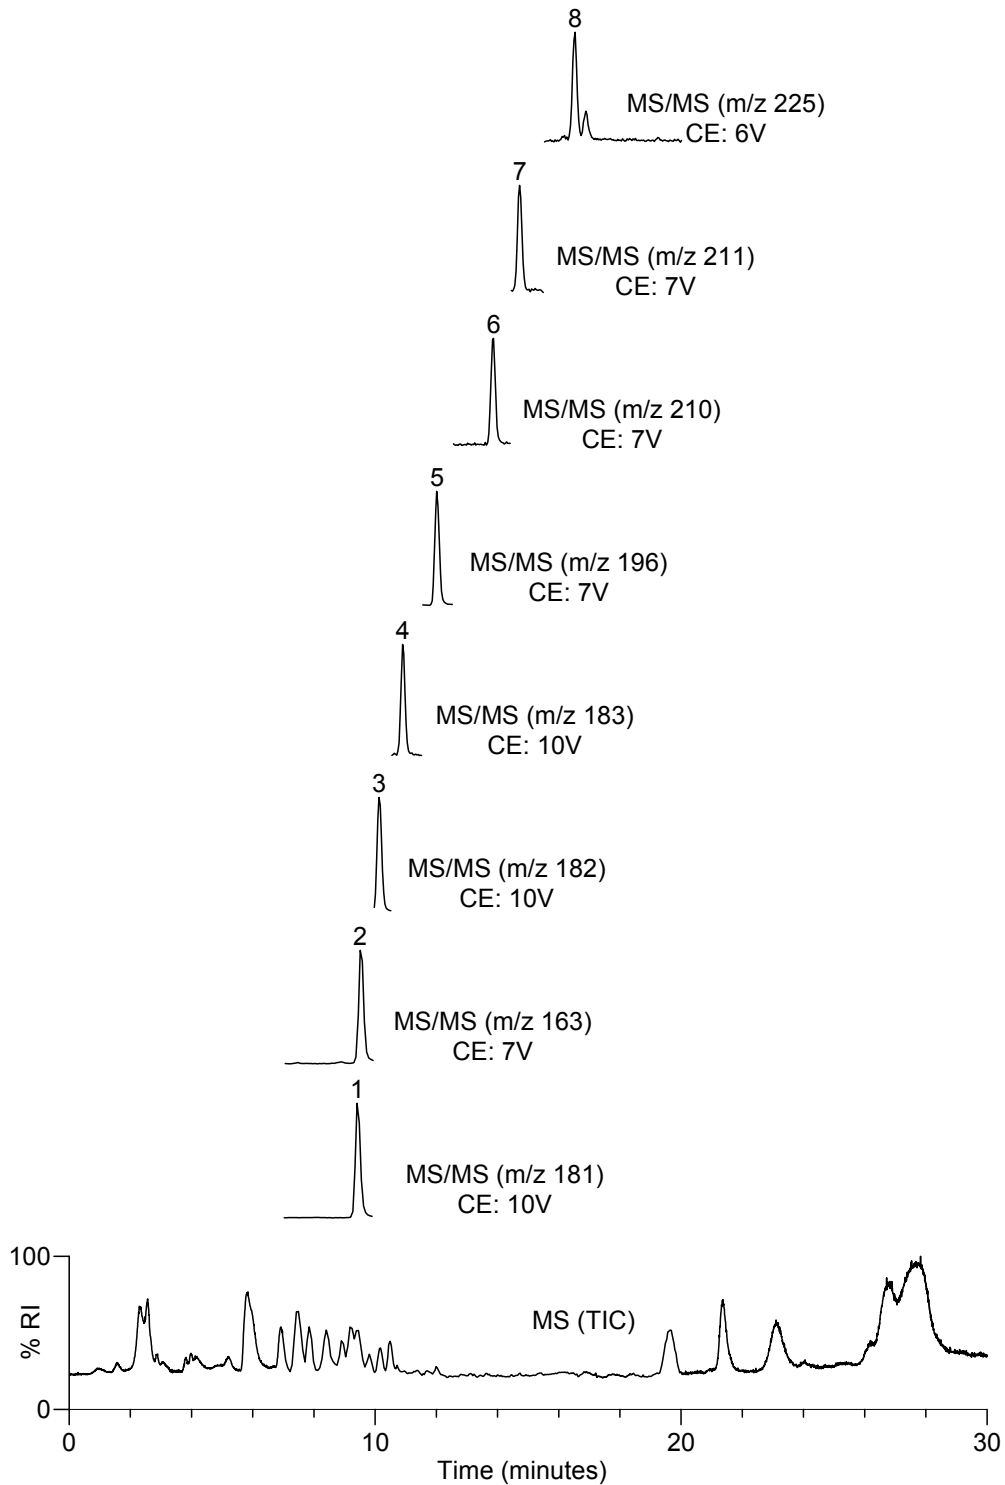 8
MS/MS (m/z 225)
CE: 6V
7
MS/MS (m/z 211)
CE: 7V
6
MS/MS (m/z 210)
CE: 7V
5
MS/MS (m/z 196)
CE: 7V
4
MS/MS (m/z 183)
CE: 10V
3
MS/MS (m/z 182)
CE: 10V
2
MS/MS (m/z 163)
CE: 7V
1
MS/MS (m/z 181)
CE: 10V
100
% RI
MS (TIC)
0
0 10 20 30
Time (minutes)